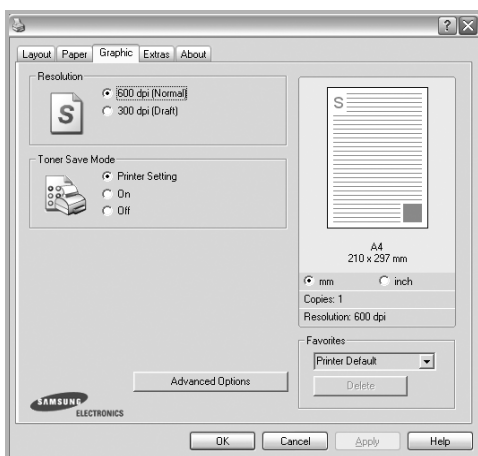 Layout Paper Graphic Extras About
Resolution
600 dpi (Normal)
300 dpi (Draft)
S
Toner Save Mode
Printer Setting
On
Off
Advanced Options
SAMSUNG
ELECTRONICS
S
A4
210 x 297 mm
mm inch
Copies: 1
Resolution: 600 dpi
Favorites
Printer Default
Delete
OK Cancel Apply Help